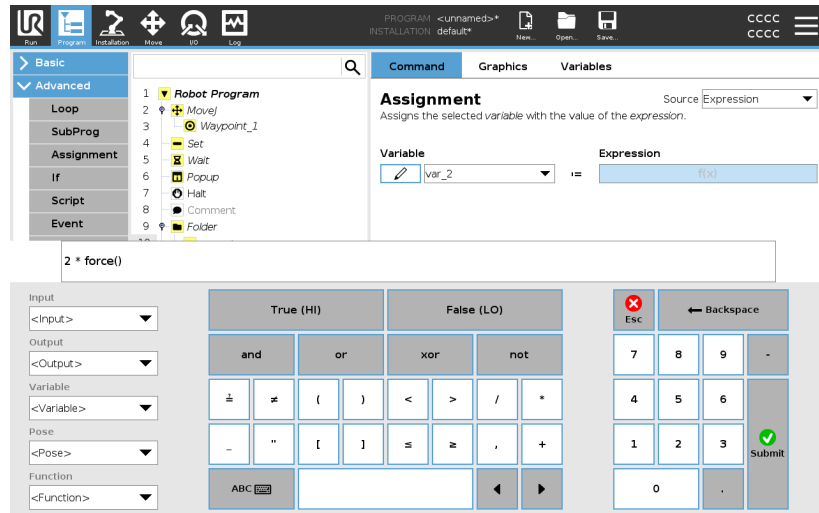 PROGRAM <unnamed>*
INSTALLATION default*
UR
Run
Program
Installation
Move
I/O
Log
New...
Open...
Save...
CCCC
CCCC
Basic
Advanced
Loop
SubProg
Assignment
If
Script
Event
1 Robot Program
2 MoveJ
3 Waypoint_1
4 Set
5 Wait
6 Popup
7 Halt
8 Comment
9 Folder
Command Graphics Variables
Assignment
Source Expression
Assigns the selected variable with the value of the expression.
Variable Expression
var_2 := f(x)
2 * force()
Input
<Input>
Output
<Output>
Variable
<Variable>
Pose
<Pose>
Function
<Function>
True (HI) False (LO)
and or xor not
≟ ≠ ( ) < > / *
_ " [ ] ≤ ≥ , +
ABC
Esc Backspace
7 8 9 -
4 5 6
1 2 3 Submit
0 .